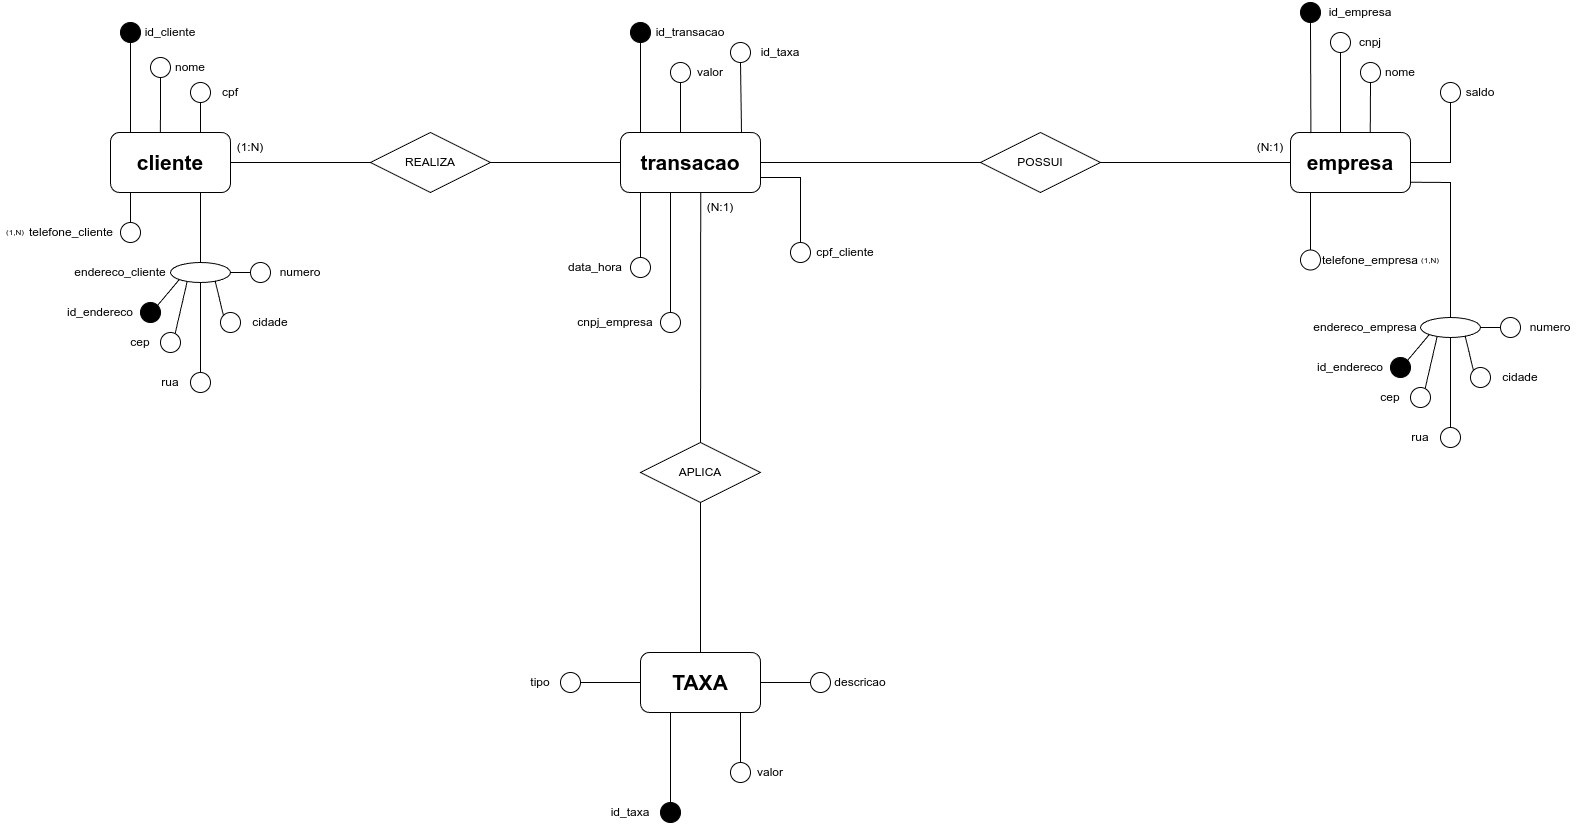 id_cliente
nome
cpf
cliente
(1:N)
(1,N) telefone_cliente
endereco_cliente
numero
id_endereco
cidade
cep
rua
REALIZA
id_transacao
id_taxa
valor
transacao
(N:1)
data_hora
cpf_cliente
cnpj_empresa
POSSUI
id_empresa
cnpj
nome
saldo
(N:1)
empresa
telefone_empresa (1,N)
endereco_empresa
numero
id_endereco
cidade
cep
rua
APLICA
tipo
TAXA
descricao
valor
id_taxa